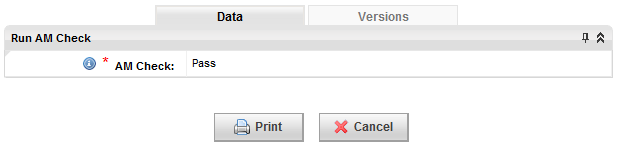 Data Versions
Run AM Check
* AM Check: Pass
Print Cancel